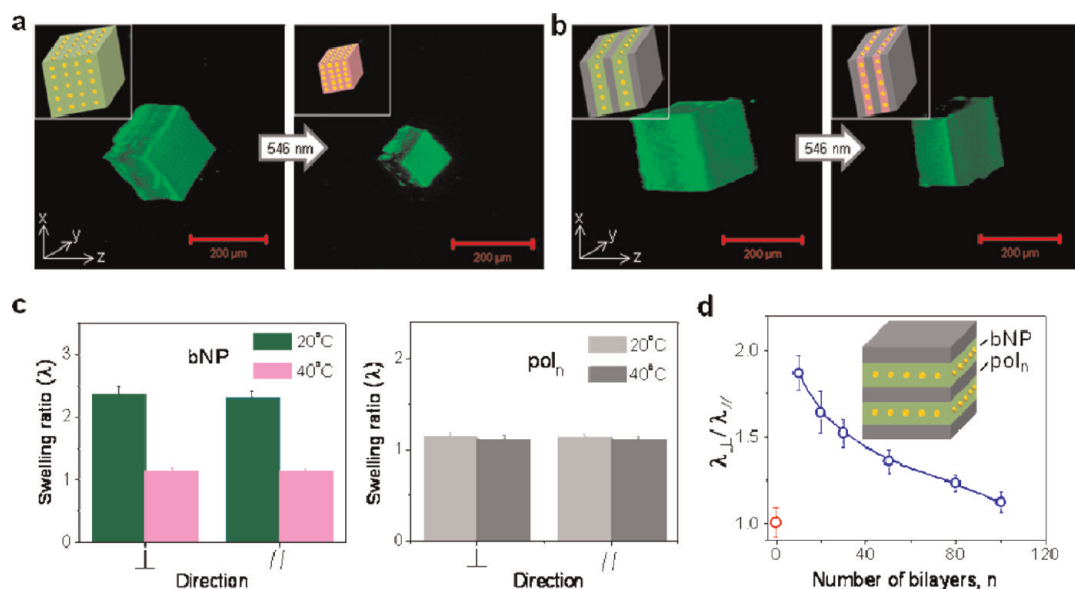 a
b
546 nm
546 nm
x
y
z
200 µm
200 µm
x
y
z
200 µm
200 µm
c
d
3
2
1
0
Swelling ratio (λ)
bNP
20°C
40°C
⊥
//
Direction
2
1
0
Swelling ratio (λ)
polₙ
20°C
40°C
⊥
//
Direction
2.0
1.5
1.0
λ⊥/λ//
bNP
polₙ
0
40
80
120
Number of bilayers, n